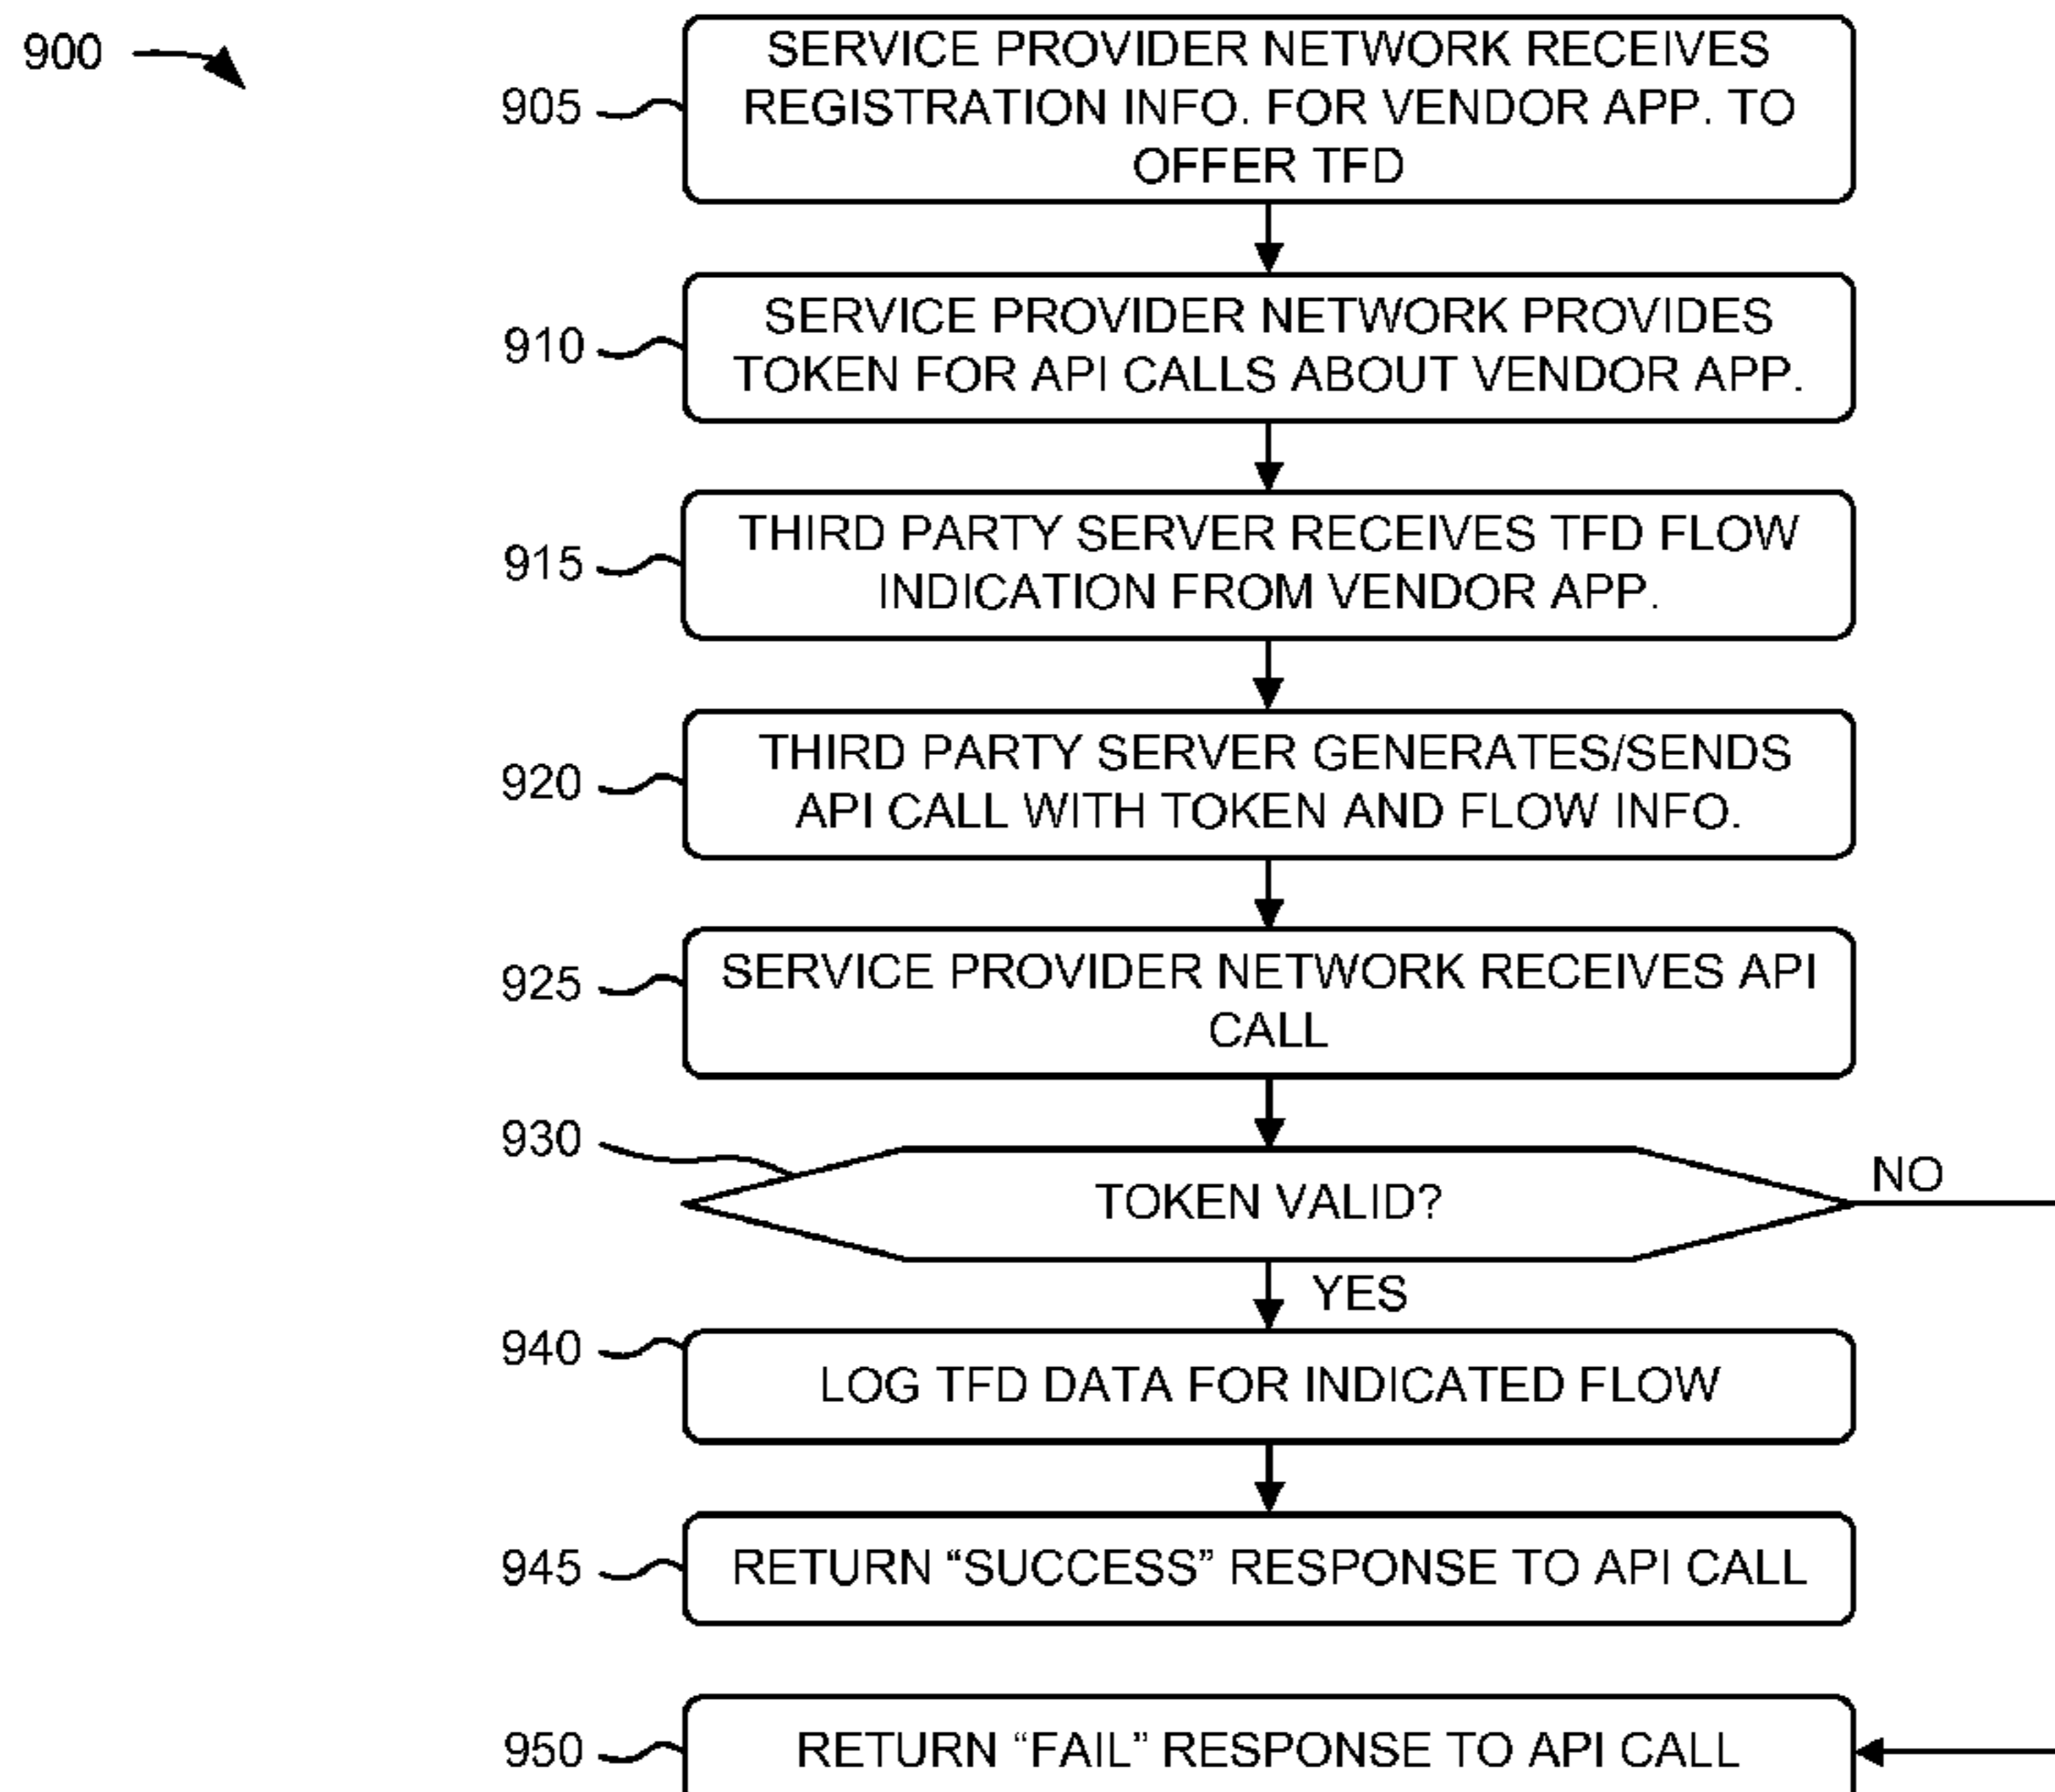 900
SERVICE PROVIDER NETWORK RECEIVES
905
REGISTRATION INFO. FOR VENDOR APP. TO
OFFER TFD
SERVICE PROVIDER NETWORK PROVIDES
910
TOKEN FOR API CALLS ABOUT VENDOR APP.
THIRD PARTY SERVER RECEIVES TFD FLOW
915
INDICATION FROM VENDOR APP.
THIRD PARTY SERVER GENERATES/SENDS
920
API CALL WITH TOKEN AND FLOW INFO.
925
SERVICE PROVIDER NETWORK RECEIVES API
CALL
930
TOKEN VALID?
NO
YES
940
LOG TFD DATA FOR INDICATED FLOW
945
RETURN “SUCCESS” RESPONSE TO API CALL
950
RETURN “FAIL” RESPONSE TO API CALL